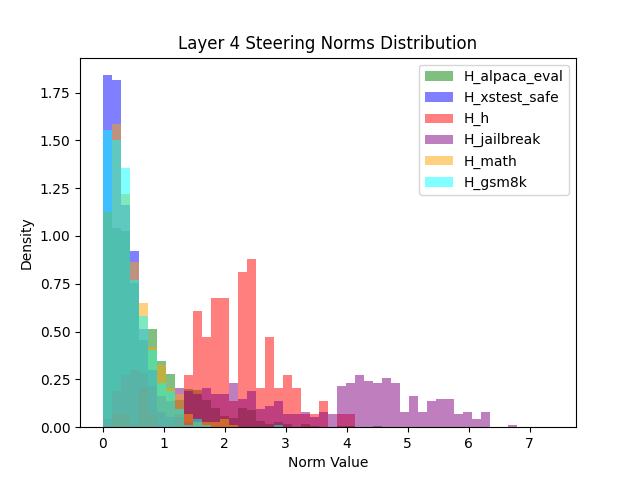 Layer 4 Steering Norms Distribution
H_alpaca_eval
H_xstest_safe
H_h
H_jailbreak
H_math
H_gsm8k
Density
1.75
1.50
1.25
1.00
0.75
0.50
0.25
0.00
0 1 2 3 4 5 6 7
Norm Value